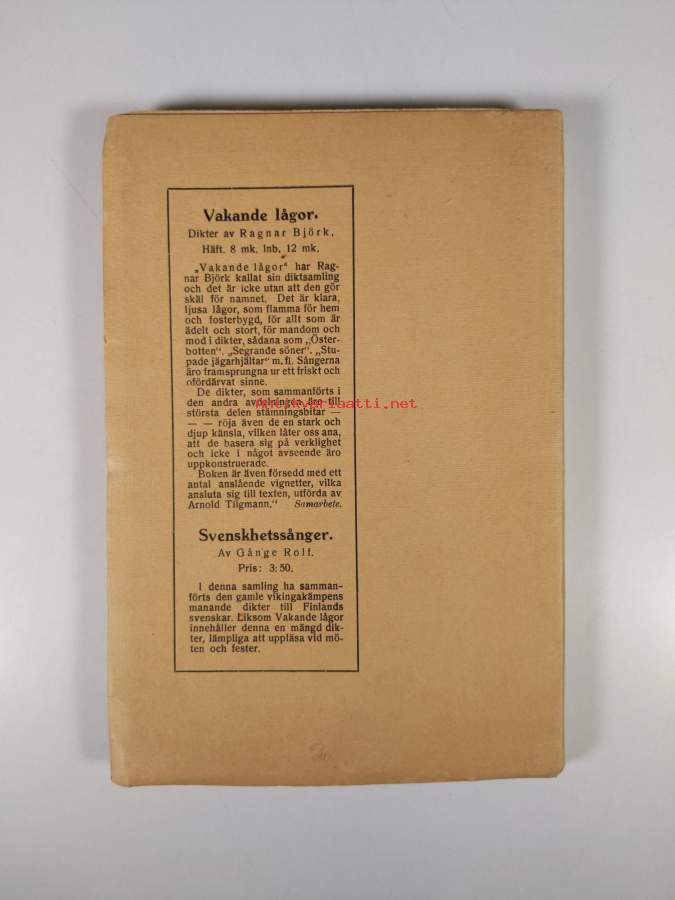 Vakande lågor.
Dikter av Ragnar Björk.
Häft. 8 mk. Inb. 12 mk.
„Vakande lågor" har Rag-
nar Björk kallat sin diktsamling
och det är icke utan att den gör
skäl för namnet. Det är klara,
ljusa lågor, som flamma för hem
och fosterbygd, för allt som är
ädelt och stort, för mandom och
mod i dikter, sådana som „Öster-
botten". „Segrande söner". „Stu-
pade jägarhjältar" m. fl. Sångerna
äro framsprungna ur ett friskt och
ofördärvat sinne.
De dikter, som sammanförts i
den andra avdelningen äro till
Antikvariaatti.net
största delen stämningsbitar —
— — röja även de en stark och
djup känsla, vilken låter oss ana,
att de basera sig på verklighet
och icke i något avseende äro
uppkonstruerade.
Boken är även försedd med ett
antal anslående vignetter, vilka
ansluta sig till texten, utförda av
Arnold Tilgmann." Samarbete.
Svenskhetssånger.
Av Gånge Rolf.
Pris: 3:50.
I denna samling ha samman-
förts den gamle vikingakämpens
manande dikter till Finlands
svenskar. Liksom Vakande lågor
innehåller denna en mängd dik-
ter, lämpliga att uppläsa vid mö-
ten och fester.